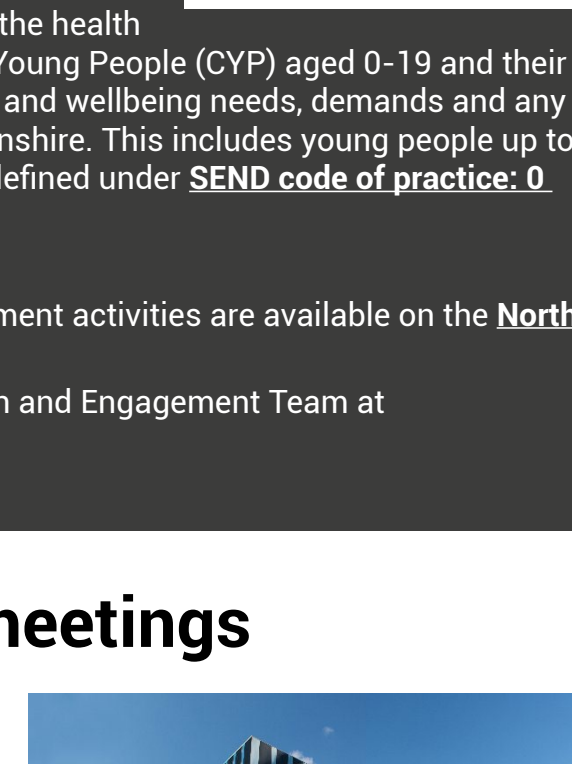 the health
Young People (CYP) aged 0-19 and their
and wellbeing needs, demands and any
nshire. This includes young people up to
defined under SEND code of practice: 0
ment activities are available on the North
n and Engagement Team at
meetings